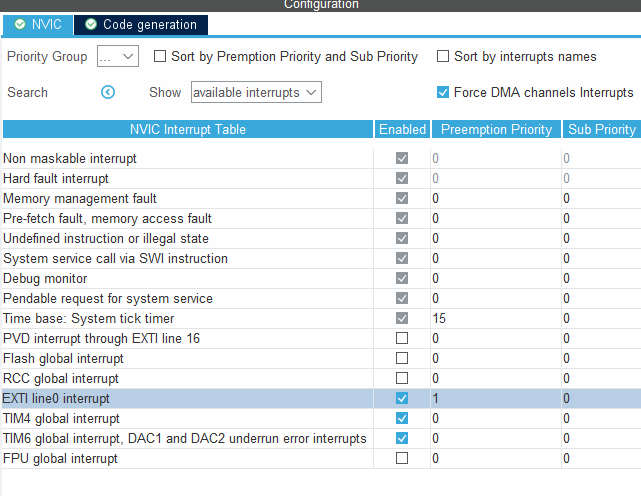 Configuration
NVIC Code generation
Priority Group ... Sort by Premption Priority and Sub Priority Sort by interrupts names
Search Show available interrupts Force DMA channels Interrupts
NVIC Interrupt Table Enabled Preemption Priority Sub Priority
Non maskable interrupt 0 0
Hard fault interrupt 0 0
Memory management fault 0 0
Pre-fetch fault, memory access fault 0 0
Undefined instruction or illegal state 0 0
System service call via SWI instruction 0 0
Debug monitor 0 0
Pendable request for system service 0 0
Time base: System tick timer 15 0
PVD interrupt through EXTI line 16 0 0
Flash global interrupt 0 0
RCC global interrupt 0 0
EXTI line0 interrupt 1 0
TIM4 global interrupt 0 0
TIM6 global interrupt, DAC1 and DAC2 underrun error interrupts 0 0
FPU global interrupt 0 0